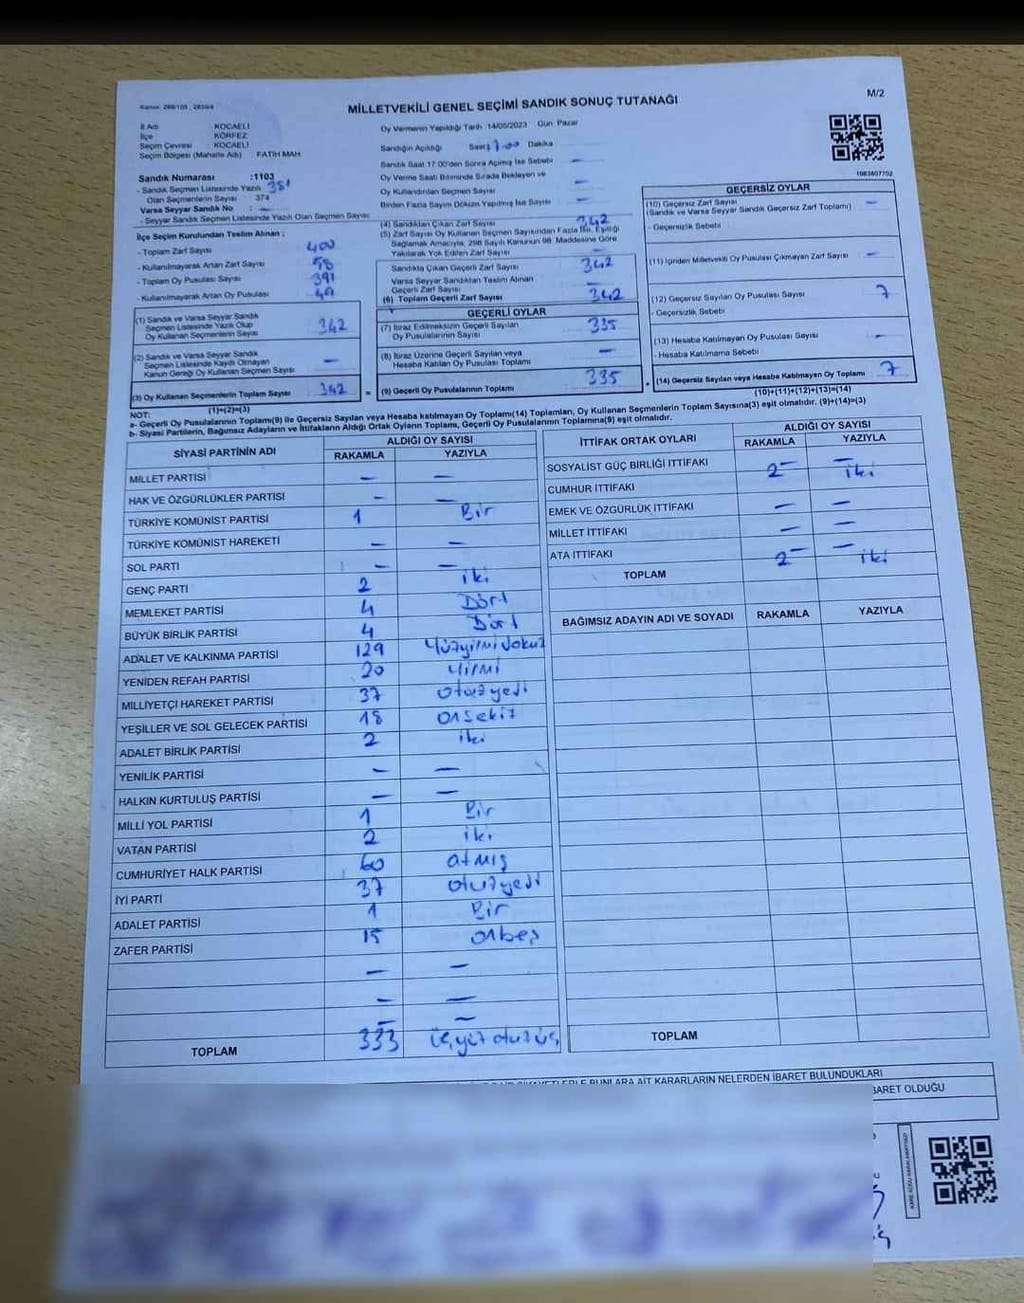 Kanun: 298/105 , 2839/4
M/2
MİLLETVEKİLİ GENEL SEÇİMİ SANDIK SONUÇ TUTANAĞI
İl Adı KOCAELİ
İlçe KÖRFEZ
Seçim Çevresi KOCAELİ
Seçim Bölgesi (Mahalle Adı) FATİH MAH.
Oy Vermenin Yapıldığı Tarih 14/05/2023 Gün Pazar
Sandığın Açıldığı Saat Dakika
Sandık Saat 17:00'den Sonra Açılmış İse Sebebi —
Oy Verme Saati Bitiminde Sırada Bekleyen ve
Oy Kullandırılan Seçmen Sayısı —
Birden Fazla Sayım Döküm Yapılmış İse Sayısı —
1083607702
Sandık Numarası :1103
- Sandık Seçmen Listesinde Yazılı 381
Olan Seçmenlerin Sayısı 374
Varsa Seyyar Sandık No : —
- Seyyar Sandık Seçmen Listesinde Yazılı Olan Seçmen Sayısı
İlçe Seçim Kurulundan Teslim Alınan ;
- Toplam Zarf Sayısı 400
- Kullanılmayarak Artan Zarf Sayısı 58
- Toplam Oy Pusulası Sayısı 391
- Kullanılmayarak Artan Oy Pusulası 49
(1) Sandık ve Varsa Seyyar Sandık
Seçmen Listesinde Yazılı Olup
Oy Kullanan Seçmenlerin Sayısı 342
(2) Sandık ve Varsa Seyyar Sandık
Seçmen Listesinde Kayıtlı Olmayan
Kanun Gereği Oy Kullanan Seçmen Sayısı —
(3) Oy Kullanan Seçmenlerin Toplam Sayısı 342 =
(1)+(2)=(3)
(4) Sandıktan Çıkan Zarf Sayısı 342
(5) Zarf Sayısı Oy Kullanan Seçmen Sayısından Fazla İse, Eşitliği
Sağlamak Amacıyla, 298 Sayılı Kanunun 98. Maddesine Göre
Yakılarak Yok Edilen Zarf Sayısı —
Sandıkta Çıkan Geçerli Zarf Sayısı 342
Varsa Seyyar Sandıktan Teslim Alınan
Geçerli Zarf Sayısı —
(6) Toplam Geçerli Zarf Sayısı 342
GEÇERLİ OYLAR
(7) İtiraz Edilmeksizin Geçerli Sayılan
Oy Pusulalarının Sayısı 335
(8) İtiraz Üzerine Geçerli Sayılan veya
Hesaba Katılan Oy Pusulası Toplamı —
(9) Geçerli Oy Pusulalarının Toplamı 335 +
GEÇERSİZ OYLAR
(10) Geçersiz Zarf Sayısı
(Sandık ve Varsa Seyyar Sandık Geçersiz Zarf Toplamı) —
- Geçersizlik Sebebi
(11) İçinden Milletvekili Oy Pusulası Çıkmayan Zarf Sayısı —
(12) Geçersiz Sayılan Oy Pusulası Sayısı 7
- Geçersizlik Sebebi
(13) Hesaba Katılmayan Oy Pusulası Sayısı —
- Hesaba Katılmama Sebebi
(14) Geçersiz Sayılan veya Hesaba Katılmayan Oy Toplamı 7
(10)+(11)+(12)+(13)=(14)
NOT:
a- Geçerli Oy Pusulalarının Toplamı(9) ile Geçersiz Sayılan veya Hesaba katılmayan Oy Toplamı(14) Toplamları, Oy Kullanan Seçmenlerin Toplam Sayısına(3) eşit olmalıdır. (9)+(14)=(3)
b- Siyasi Partilerin, Bağımsız Adayların ve İttifakların Aldığı Ortak Oyların Toplamı, Geçerli Oy Pusulalarının Toplamına(9) eşit olmalıdır.
SİYASİ PARTİNİN ADI ALDIĞI OY SAYISI
RAKAMLA YAZIYLA
MİLLET PARTİSİ — —
HAK VE ÖZGÜRLÜKLER PARTİSİ — —
TÜRKİYE KOMÜNİST PARTİSİ 1 Bir
TÜRKİYE KOMÜNİST HAREKETİ — —
SOL PARTİ — —
GENÇ PARTİ 2 iki
MEMLEKET PARTİSİ 4 Dört
BÜYÜK BİRLİK PARTİSİ 4 Dört
ADALET VE KALKINMA PARTİSİ 129 Yüzyirmidokuz
YENİDEN REFAH PARTİSİ 20 Yirmi
MİLLİYETÇİ HAREKET PARTİSİ 37 otuzyedi
YEŞİLLER VE SOL GELECEK PARTİSİ 18 onsekiz
ADALET BİRLİK PARTİSİ 2 iki
YENİLİK PARTİSİ — —
HALKIN KURTULUŞ PARTİSİ — —
MİLLİ YOL PARTİSİ 1 Bir
VATAN PARTİSİ 2 iki
CUMHURİYET HALK PARTİSİ 60 atmış
İYİ PARTİ 37 otuzyedi
ADALET PARTİSİ 1 Bir
ZAFER PARTİSİ 15 onbeş
— —
— —
— —
TOPLAM 333 üçyüz otuzüç
İTTİFAK ORTAK OYLARI ALDIĞI OY SAYISI
RAKAMLA YAZIYLA
SOSYALİST GÜÇ BİRLİĞİ İTTİFAKI — —
CUMHUR İTTİFAKI 2 iki
EMEK VE ÖZGÜRLÜK İTTİFAKI — —
MİLLET İTTİFAKI — —
ATA İTTİFAKI — —
TOPLAM 2 iki
BAĞIMSIZ ADAYIN ADI VE SOYADI RAKAMLA YAZIYLA
TOPLAM
BUNLARA AİT KARARLARIN NELERDEN İBARET BULUNDUKLARI
İBARET OLDUĞU